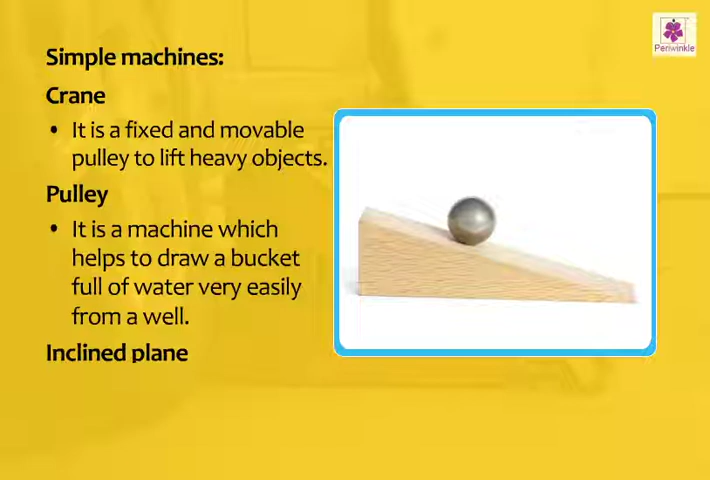 Periwinkle
Simple machines:
Crane
• It is a fixed and movable
pulley to lift heavy objects.
Pulley
• It is a machine which
helps to draw a bucket
full of water very easily
from a well.
Inclined plane